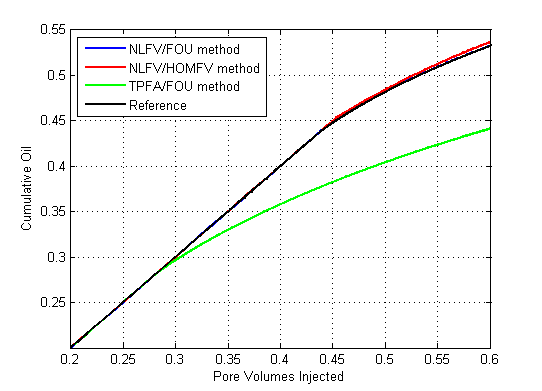 0.55
0.5
0.45
0.4
0.35
0.3
0.25
Cumulative Oil
NLFV/FOU method
NLFV/HOMFV method
TPFA/FOU method
Reference
0.2 0.25 0.3 0.35 0.4 0.45 0.5 0.55 0.6
Pore Volumes Injected